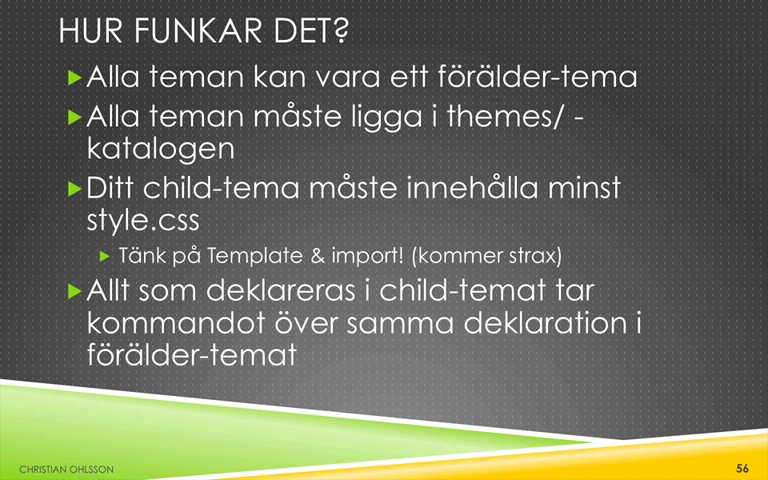 HUR FUNKAR DET?
Alla teman kan vara ett förälder-tema
Alla teman måste ligga i themes/ -
katalogen
Ditt child-tema måste innehålla minst
style.css
Tänk på Template & import! (kommer strax)
Allt som deklareras i child-temat tar
kommandot över samma deklaration i
förälder-temat
CHRISTIAN OHLSSON
56